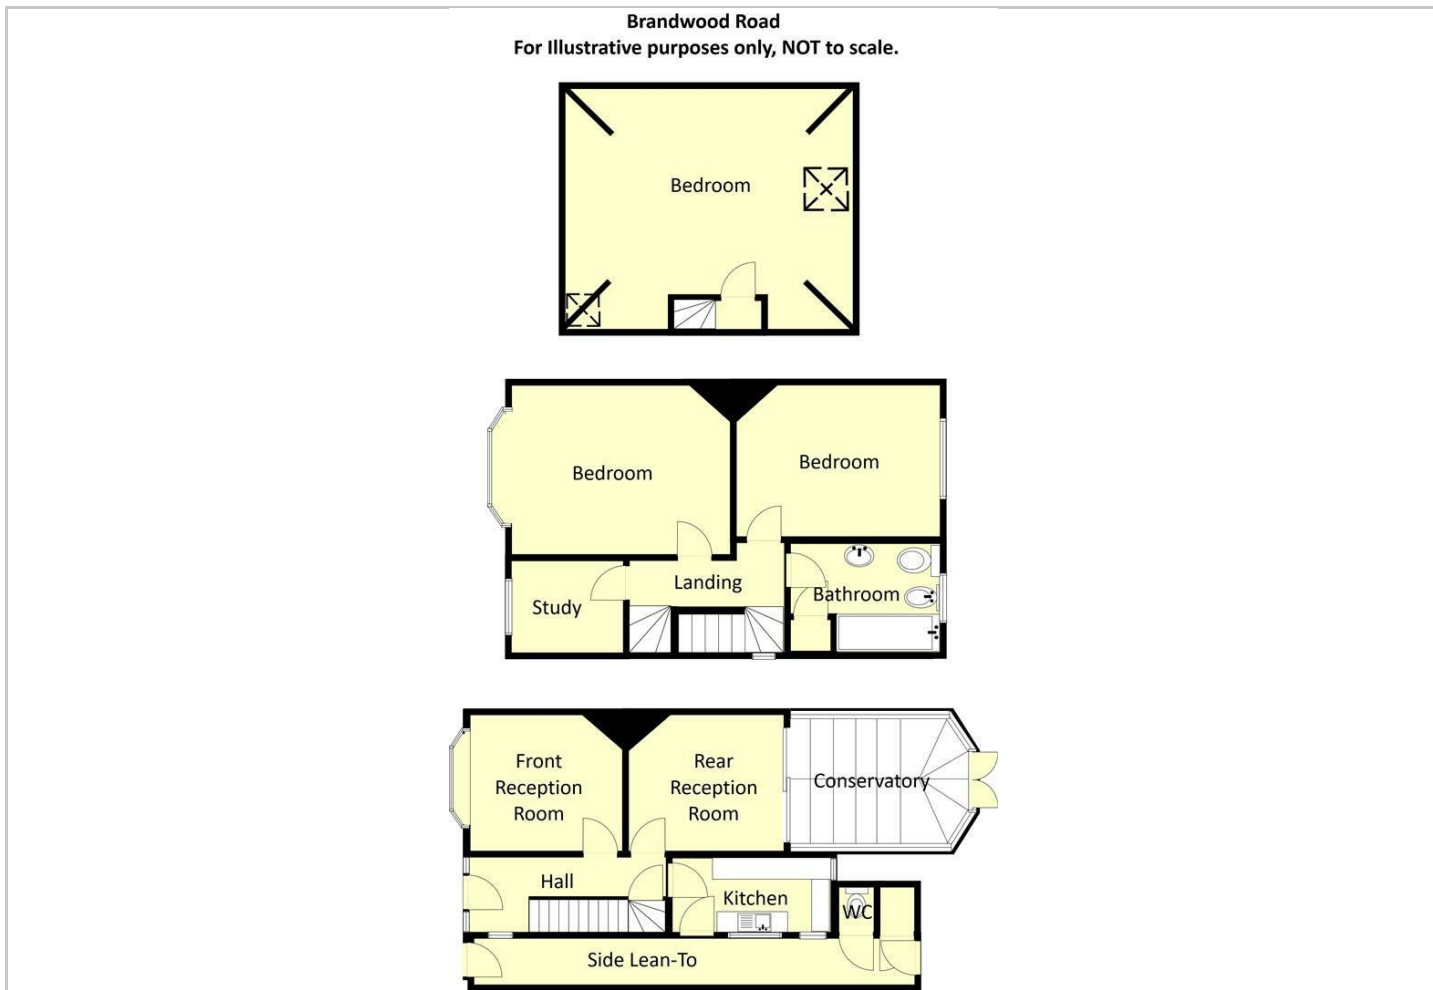 Brandwood Road
For Illustrative purposes only, NOT to scale.
Bedroom
Bedroom
Bedroom
Landing
Study
Bathroom
Front
Reception
Room
Rear
Reception
Room
Conservatory
Hall
Kitchen
WC
Side Lean-To